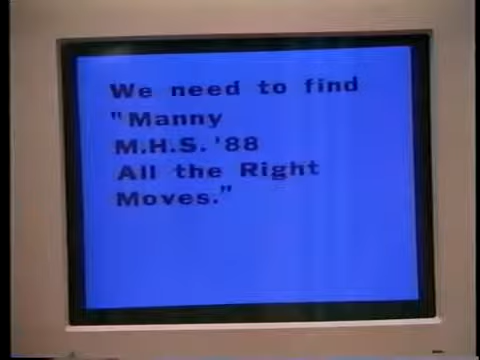 We need to find
"Manny
M.H.S. '88
All the Right
Moves."